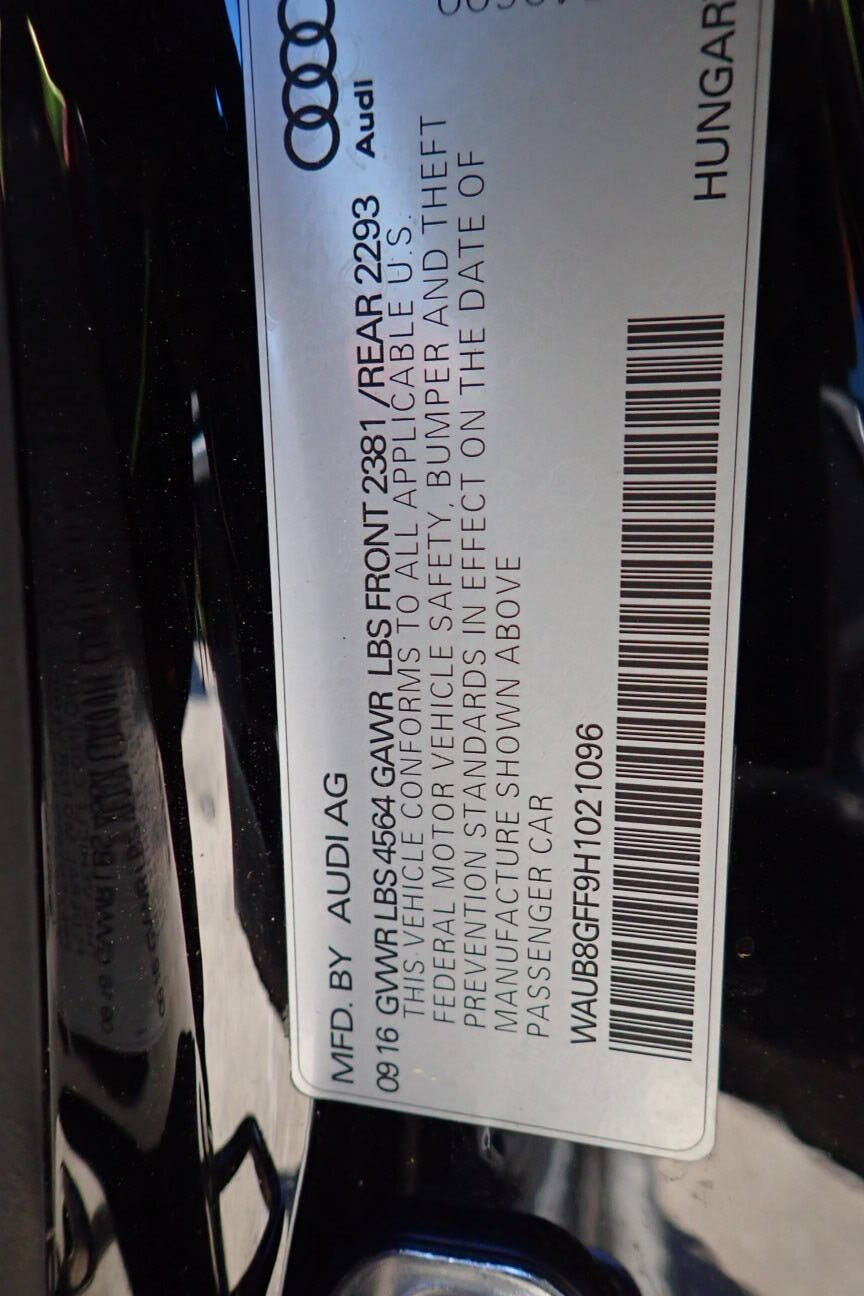 MFD. BY AUDI AG
Audi
09 16 GVWR LBS 4564 GAWR LBS FRONT 2381 /REAR 2293
THIS VEHICLE CONFORMS TO ALL APPLICABLE U.S.
FEDERAL MOTOR VEHICLE SAFETY, BUMPER AND THEFT
PREVENTION STANDARDS IN EFFECT ON THE DATE OF
MANUFACTURE SHOWN ABOVE
PASSENGER CAR
WAUB8GFF9H1021096
HUNGAR